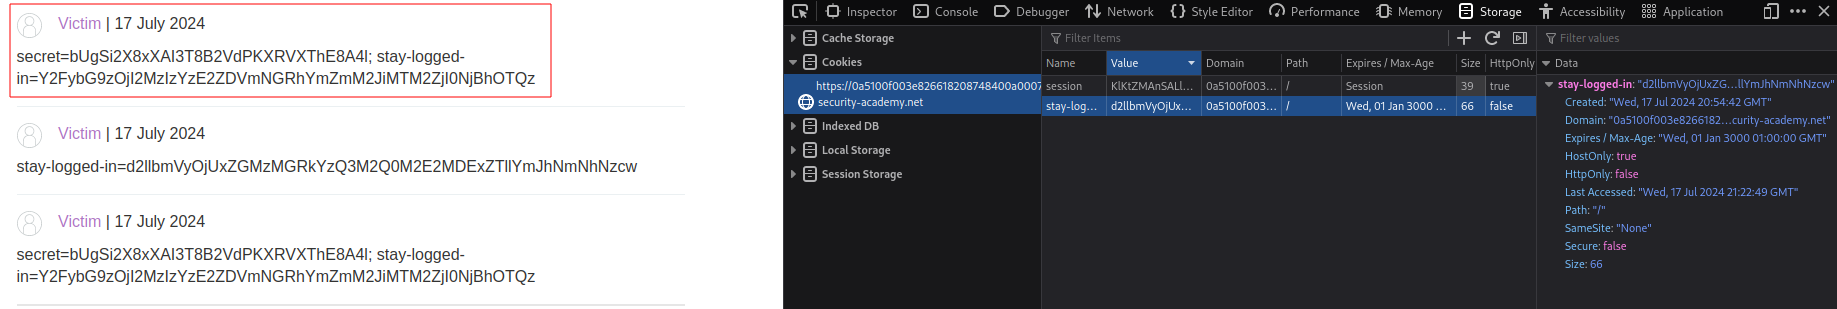 Victim | 17 July 2024
secret=bUgSi2X8xXAI3T8B2VdPKXRVXThE8A4l; stay-logged-
in=Y2FybG9zOjI2MzIzYzE2ZDVmNGRhYmZmM2JiMTM2ZjI0NjBhOTQz
Victim | 17 July 2024
stay-logged-in=d2llbmVyOjUxZGMzMGRkYzQ3M2Q0M2E2MDExZTllYmJhNmNhNzcw
Victim | 17 July 2024
secret=bUgSi2X8xXAI3T8B2VdPKXRVXThE8A4l; stay-logged-
in=Y2FybG9zOjI2MzIzYzE2ZDVmNGRhYmZmM2JiMTM2ZjI0NjBhOTQz
Inspector Console Debugger Network Style Editor Performance Memory Storage Accessibility Application
Cache Storage
Cookies
https://0a5100f003e826618208748400a0007
security-academy.net
Indexed DB
Local Storage
Session Storage
Filter Items
Name Value Domain Path Expires / Max-Age Size HttpOnly
session KlKtZMAnSALl... 0a5100f003... / Session 39 true
stay-log... d2llbmVyOjUx... 0a5100f003... / Wed, 01 Jan 3000 ... 66 false
Filter values
Data
stay-logged-in: "d2llbmVyOjUxZG...llYmJhNmNhNzcw"
Created: "Wed, 17 Jul 2024 20:54:42 GMT"
Domain: "0a5100f003e8266182...curity-academy.net"
Expires / Max-Age: "Wed, 01 Jan 3000 01:00:00 GMT"
HostOnly: true
HttpOnly: false
Last Accessed: "Wed, 17 Jul 2024 21:22:49 GMT"
Path: "/"
SameSite: "None"
Secure: false
Size: 66